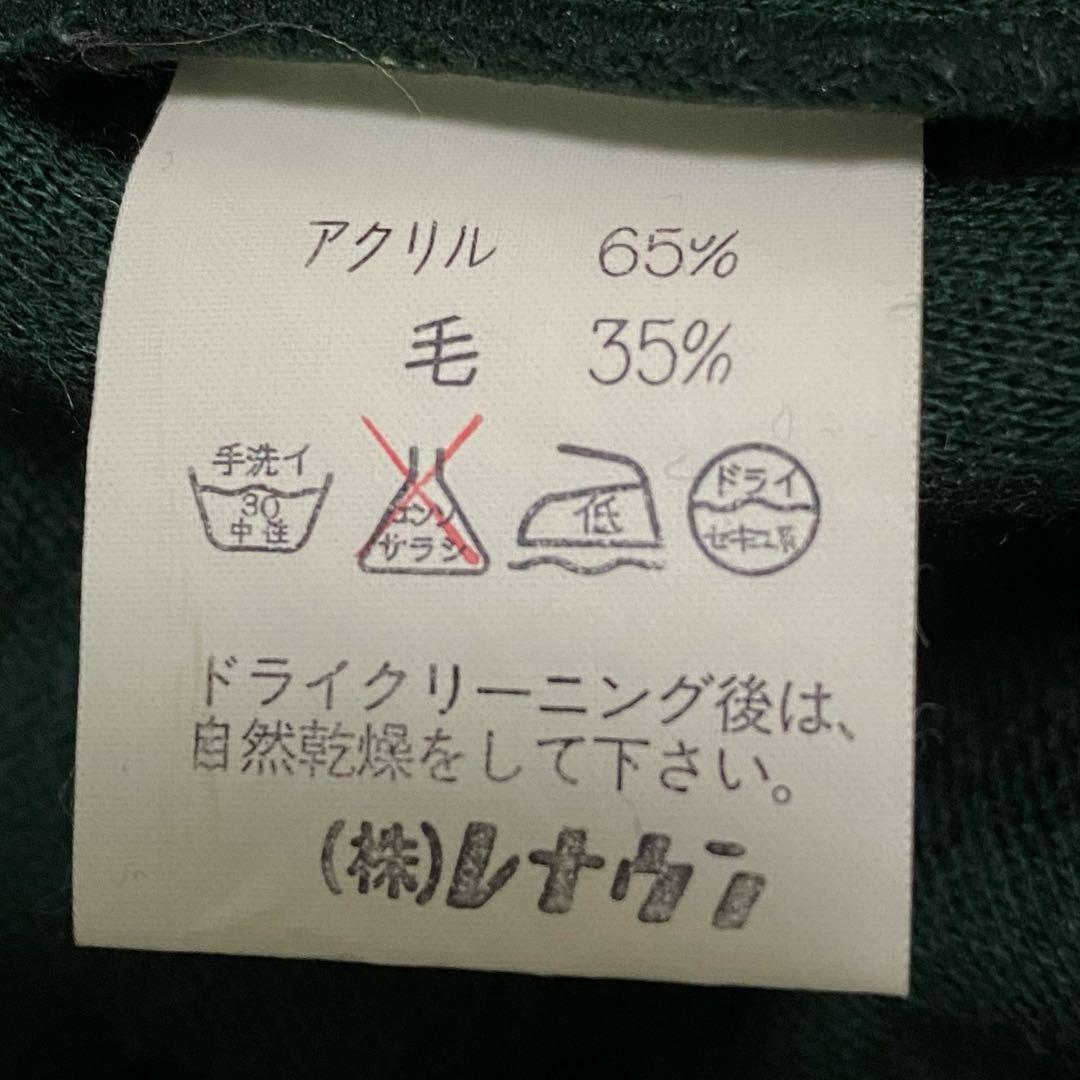 アクリル 65%
毛 35%
手洗イ
30
中性
エンソ
サラシ
低
ドライ
セキユ系
ドライクリーニング後は、
自然乾燥をして下さい。
(株)レナウン